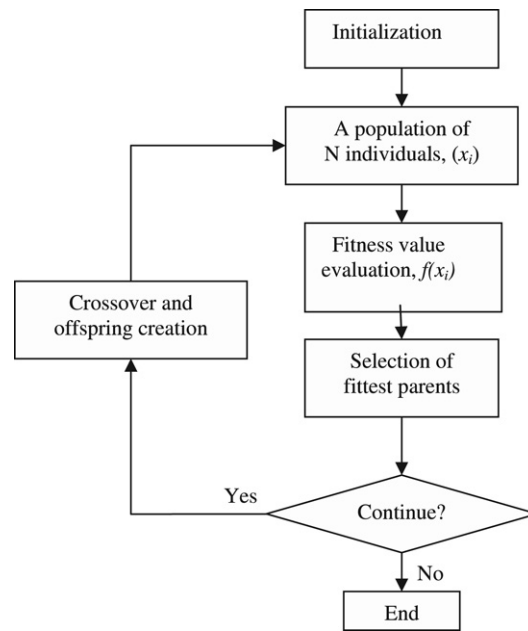 Initialization
A population of
N individuals, (xi)
Fitness value
evaluation, f(xi)
Crossover and
offspring creation
Selection of
fittest parents
Yes
Continue?
No
End